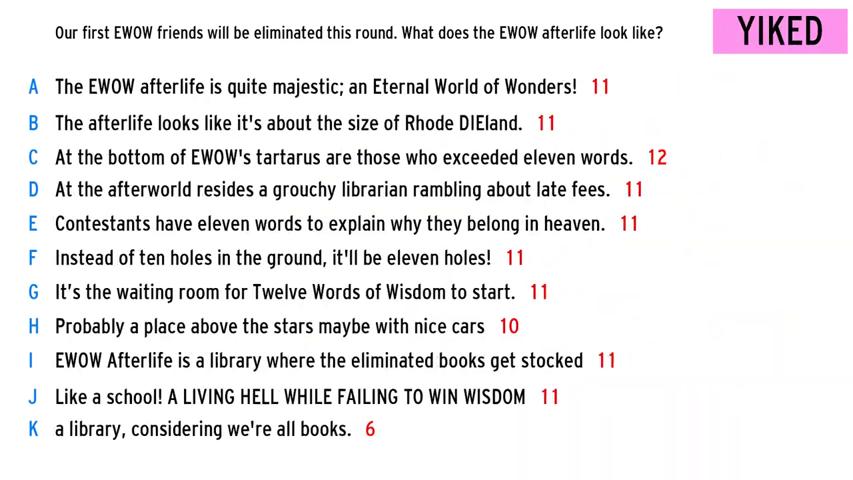 Our first EWOW friends will be eliminated this round. What does the EWOW afterlife look like?
YIKED
A The EWOW afterlife is quite majestic; an Eternal World of Wonders! 11
B The afterlife looks like it's about the size of Rhode DIEland. 11
C At the bottom of EWOW's tartarus are those who exceeded eleven words. 12
D At the afterworld resides a grouchy librarian rambling about late fees. 11
E Contestants have eleven words to explain why they belong in heaven. 11
F Instead of ten holes in the ground, it'll be eleven holes! 11
G It’s the waiting room for Twelve Words of Wisdom to start. 11
H Probably a place above the stars maybe with nice cars 10
I EWOW Afterlife is a library where the eliminated books get stocked 11
J Like a school! A LIVING HELL WHILE FAILING TO WIN WISDOM 11
K a library, considering we're all books. 6